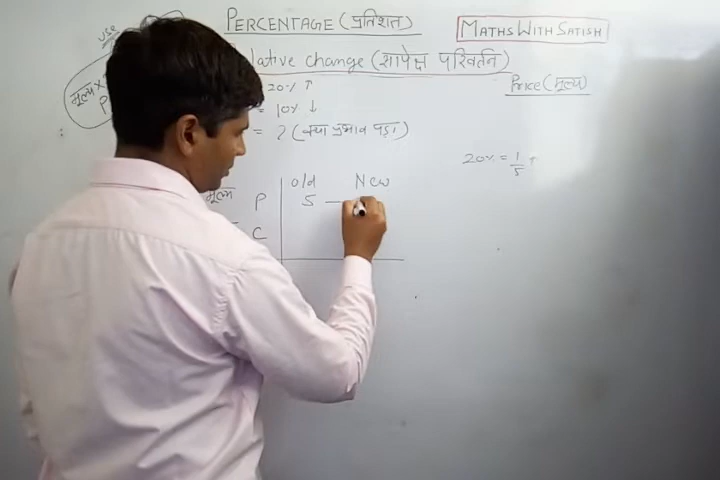 PERCENTAGE (प्रतिशत)
MATHS WITH SATISH
lative change (सापेक्ष परिवर्तन)
Price (मूल्य)
use
मूल्य x
P
= 20% ↑
= 10% ↓
= ? (क्या प्रभाव पड़ा)
20% = 1/5 ↑
old New
मूल्य P 5 —
C